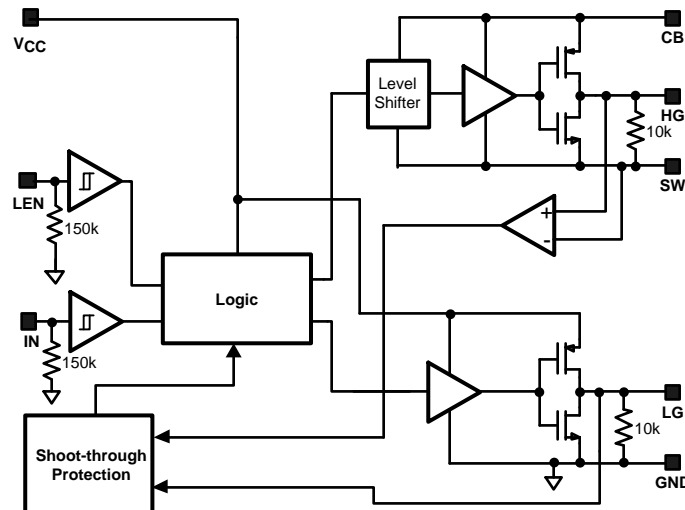 VCC
CB
Level
Shifter
HG
10k
SW
LEN
150k
+
-
Logic
IN
150k
LG
10k
Shoot-through
Protection
GND